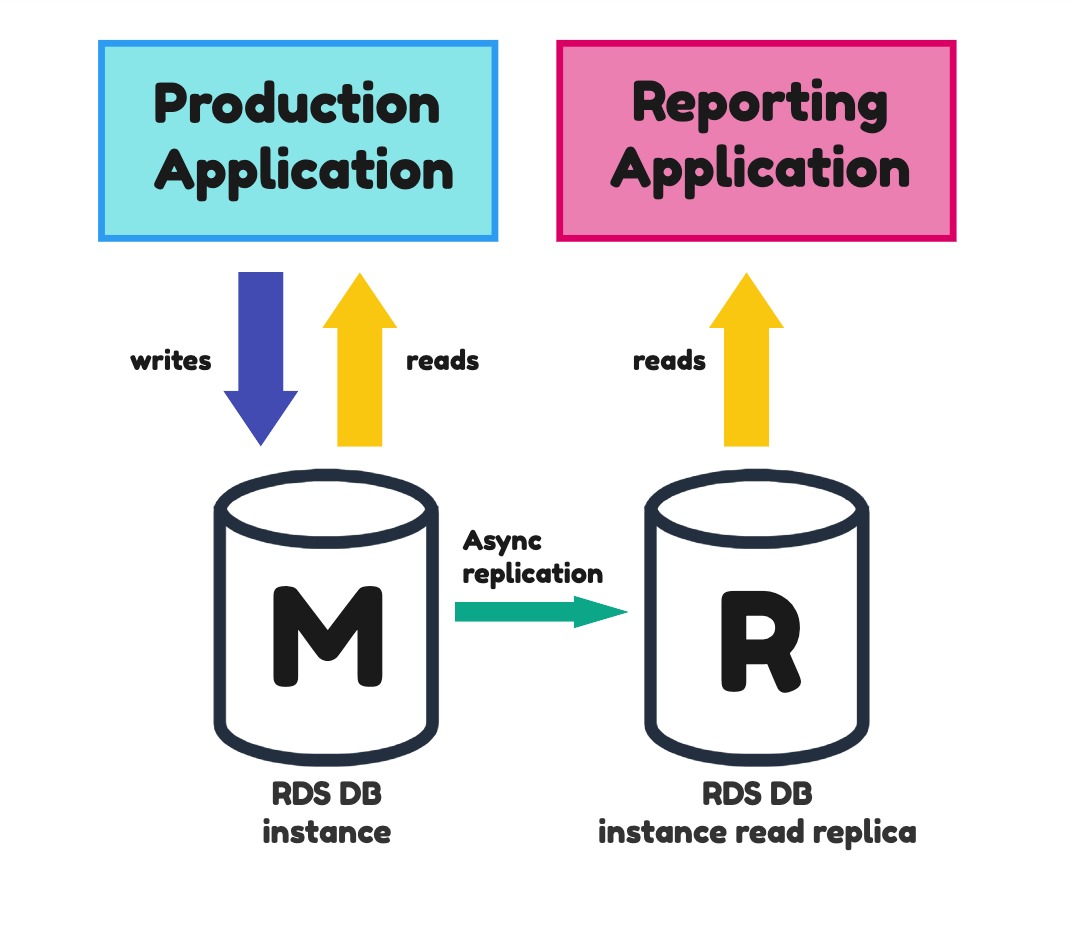 Production
Application
Reporting
Application
writes
reads
reads
Async
replication
M
R
RDS DB
instance
RDS DB
instance read replica